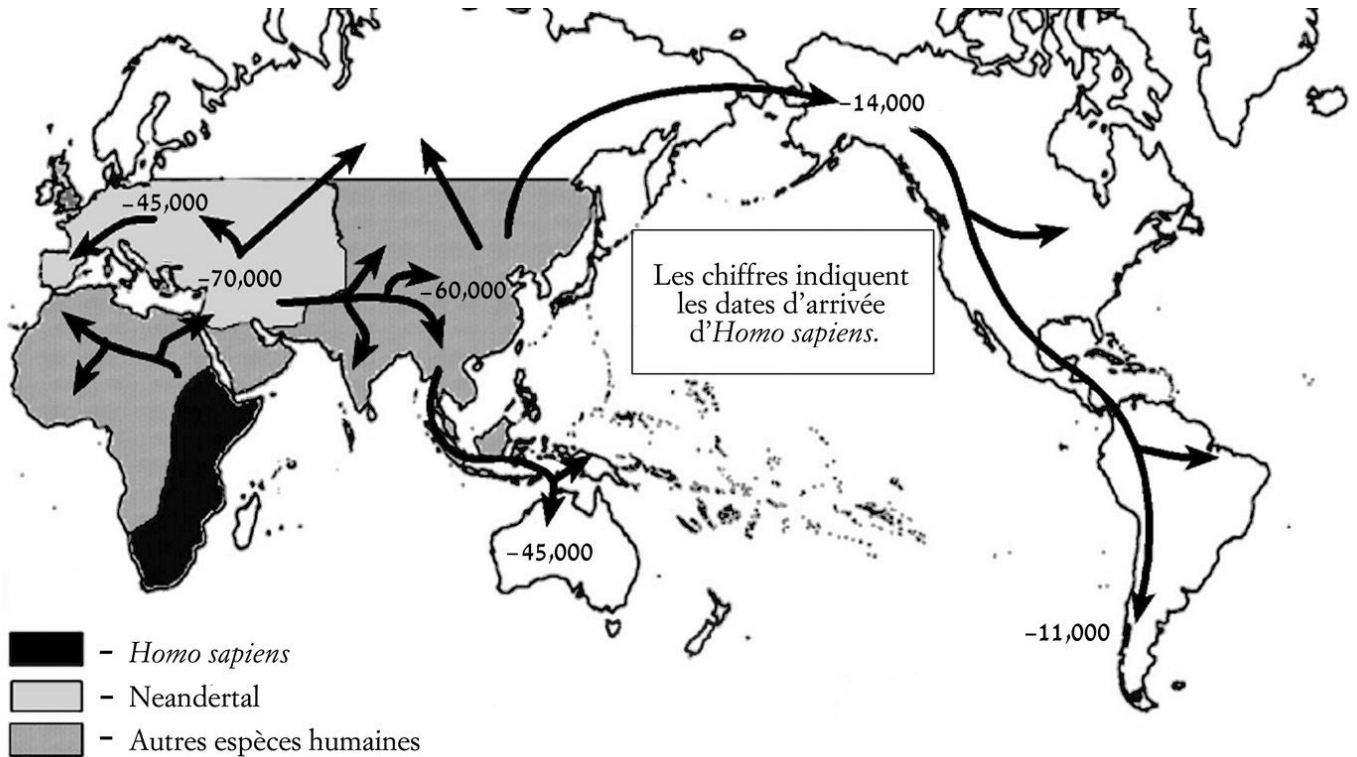 –14,000
–45,000
–70,000
–60,000
Les chiffres indiquent
les dates d’arrivée
d’Homo sapiens.
–45,000
–11,000
– Homo sapiens
– Neandertal
– Autres espèces humaines